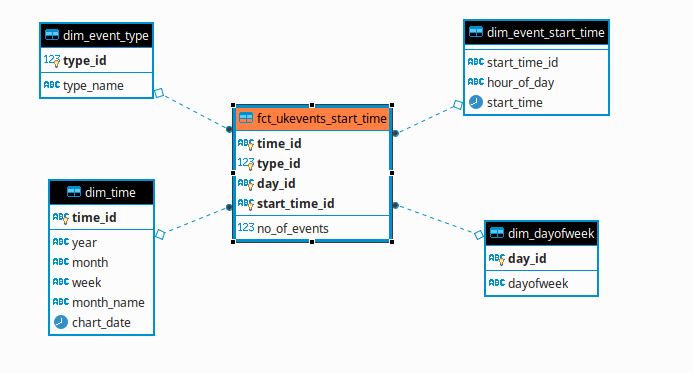 dim_event_type
123 type_id
ABC type_name
dim_event_start_time
ABC start_time_id
ABC hour_of_day
start_time
fct_ukevents_start_time
ABC time_id
123 type_id
ABC day_id
ABC start_time_id
123 no_of_events
dim_time
ABC time_id
ABC year
ABC month
ABC week
ABC month_name
chart_date
dim_dayofweek
ABC day_id
ABC dayofweek